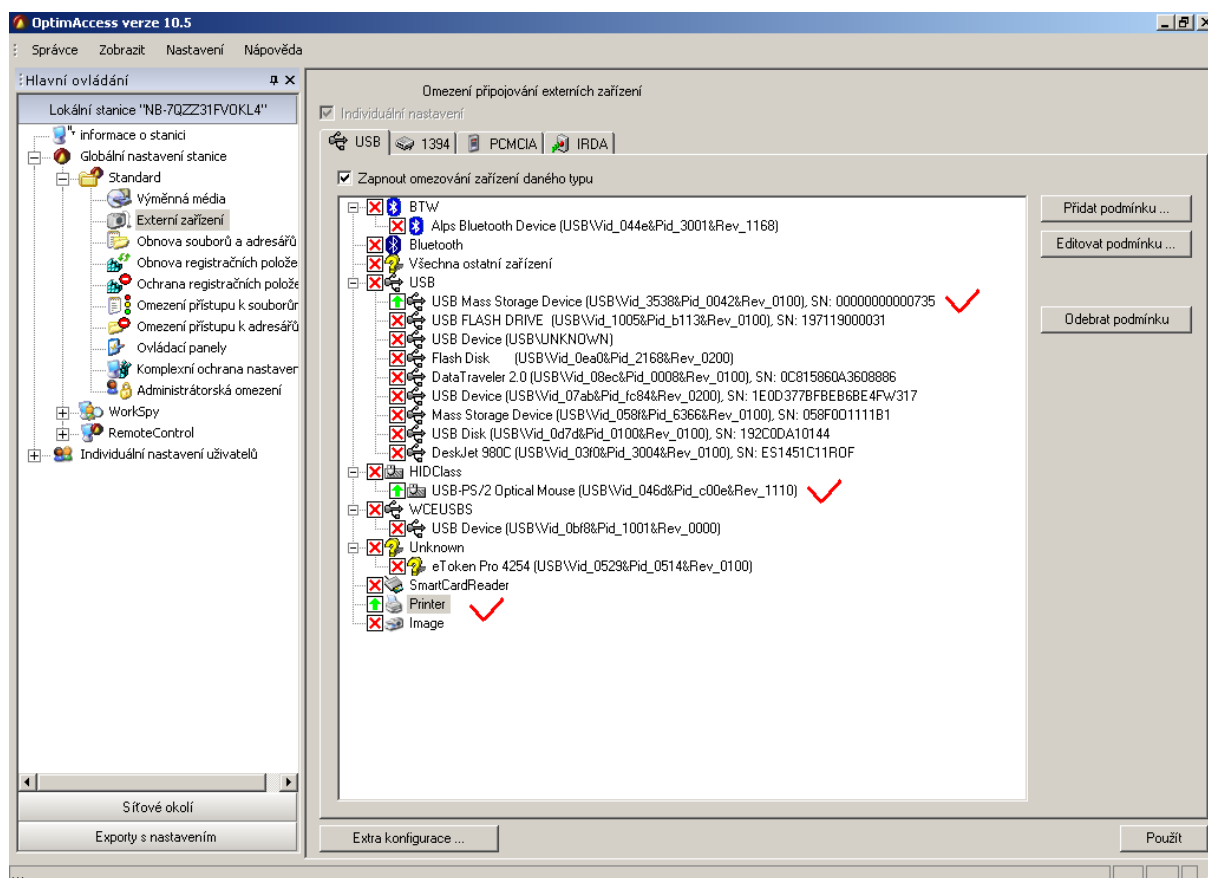 OptimAccess verze 10.5
Správce Zobrazit Nastavení Nápověda
Hlavní ovládání
Lokální stanice "NB-7QZZ31FVOKL4"
informace o stanici
Globální nastavení stanice
Standard
Výměnná média
Externí zařízení
Obnova souborů a adresářů
Obnova registračních polože
Ochrana registračních polože
Omezení přístupu k souborůr
Omezení přístupu k adresářů
Ovládací panely
Komplexní ochrana nastaver
Administrátorská omezení
WorkSpy
RemoteControl
Individuální nastavení uživatelů
Síťové okolí
Exporty s nastavením
Omezení připojování externích zařízení
Individuální nastavení
USB 1394 PCMCIA IRDA
Zapnout omezování zařízení daného typu
BTW
Alps Bluetooth Device (USB\Vid_044e&Pid_3001&Rev_1168)
Bluetooth
Všechna ostatní zařízení
USB
USB Mass Storage Device (USB\Vid_3538&Pid_0042&Rev_0100), SN: 00000000000735
USB FLASH DRIVE (USB\Vid_1005&Pid_b113&Rev_0100), SN: 197119000031
USB Device (USB\UNKNOWN)
Flash Disk (USB\Vid_0ea0&Pid_2168&Rev_0200)
DataTraveler 2.0 (USB\Vid_08ec&Pid_0008&Rev_0100), SN: 0C815860A3608886
USB Device (USB\Vid_07ab&Pid_fc84&Rev_0200), SN: 1E0D377BFBEB6BE4FW317
Mass Storage Device (USB\Vid_058f&Pid_6366&Rev_0100), SN: 058F0O1111B1
USB Disk (USB\Vid_0d7d&Pid_0100&Rev_0100), SN: 192C0DA10144
DeskJet 980C (USB\Vid_03f0&Pid_3004&Rev_0100), SN: ES1451C11ROF
HIDClass
USB-PS/2 Optical Mouse (USB\Vid_046d&Pid_c00e&Rev_1110)
WCEUSBS
USB Device (USB\Vid_0bf8&Pid_1001&Rev_0000)
Unknown
eToken Pro 4254 (USB\Vid_0529&Pid_0514&Rev_0100)
SmartCardReader
Printer
Image
Přidat podmínku ...
Editovat podmínku ...
Odebrat podmínku
Extra konfigurace ...
Použít